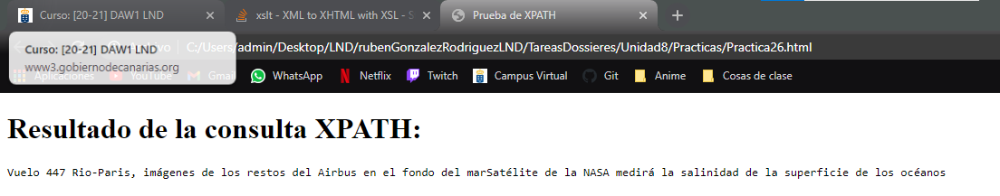 Curso: [20-21] DAW1 LND
xslt - XML to XHTML with XSL - S
Prueba de XPATH
C:/Users/admin/Desktop/LND/rubenGonzalezRodriguezLND/TareasDossieres/Unidad8/Practicas/Practica26.html
Curso: [20-21] DAW1 LND
www3.gobiernodecanarias.org
Aplicaciones YouTube Gmail WhatsApp Netflix Twitch Campus Virtual Git Anime Cosas de clase
Resultado de la consulta XPATH:
Vuelo 447 Rio-Paris, imágenes de los restos del Airbus en el fondo del marSatélite de la NASA medirá la salinidad de la superficie de los océanos